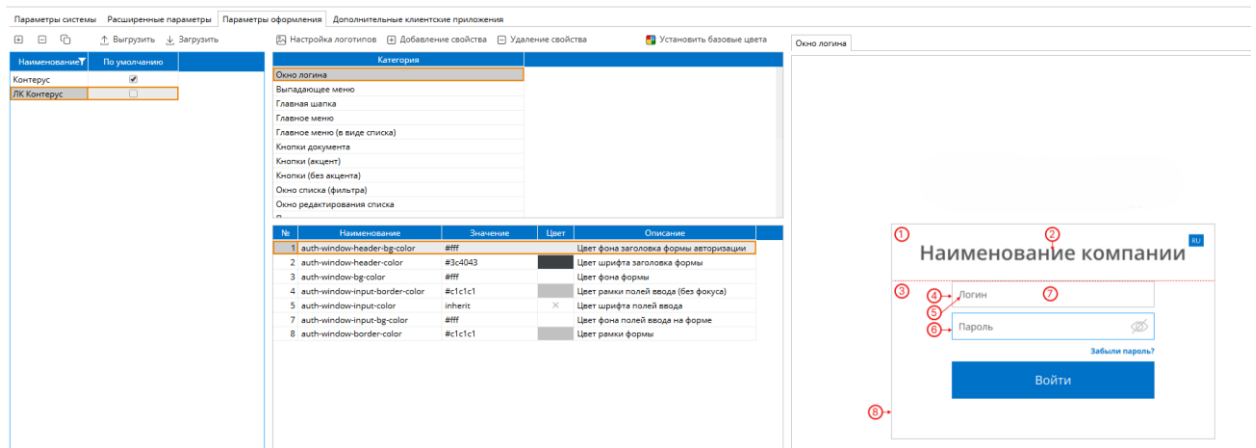 Параметры системы Расширенные параметры Параметры оформления Дополнительные клиентские приложения
Выгрузить Загрузить
Наименование По умолчанию
Контерус
ЛК Контерус
Настройка логотипов Добавление свойства Удаление свойства Установить базовые цвета
Категория
Окно логина
Выпадающее меню
Главная шапка
Главное меню
Главное меню (в виде списка)
Кнопки документа
Кнопки (акцент)
Кнопки (без акцента)
Окно списка (фильтра)
Окно редактирования списка
№ Наименование Значение Цвет Описание
1 auth-window-header-bg-color #fff Цвет фона заголовка формы авторизации
2 auth-window-header-color #3c4043 Цвет шрифта заголовка формы
3 auth-window-bg-color #fff Цвет фона формы
4 auth-window-input-border-color #c1c1c1 Цвет рамки полей ввода (без фокуса)
5 auth-window-input-color inherit Цвет шрифта полей ввода
7 auth-window-input-bg-color #fff Цвет фона полей ввода на форме
8 auth-window-border-color #c1c1c1 Цвет рамки формы
Окно логина
1 2 RU
Наименование компании
3
4 Логин 7
5
6 Пароль
Забыли пароль?
Войти
8